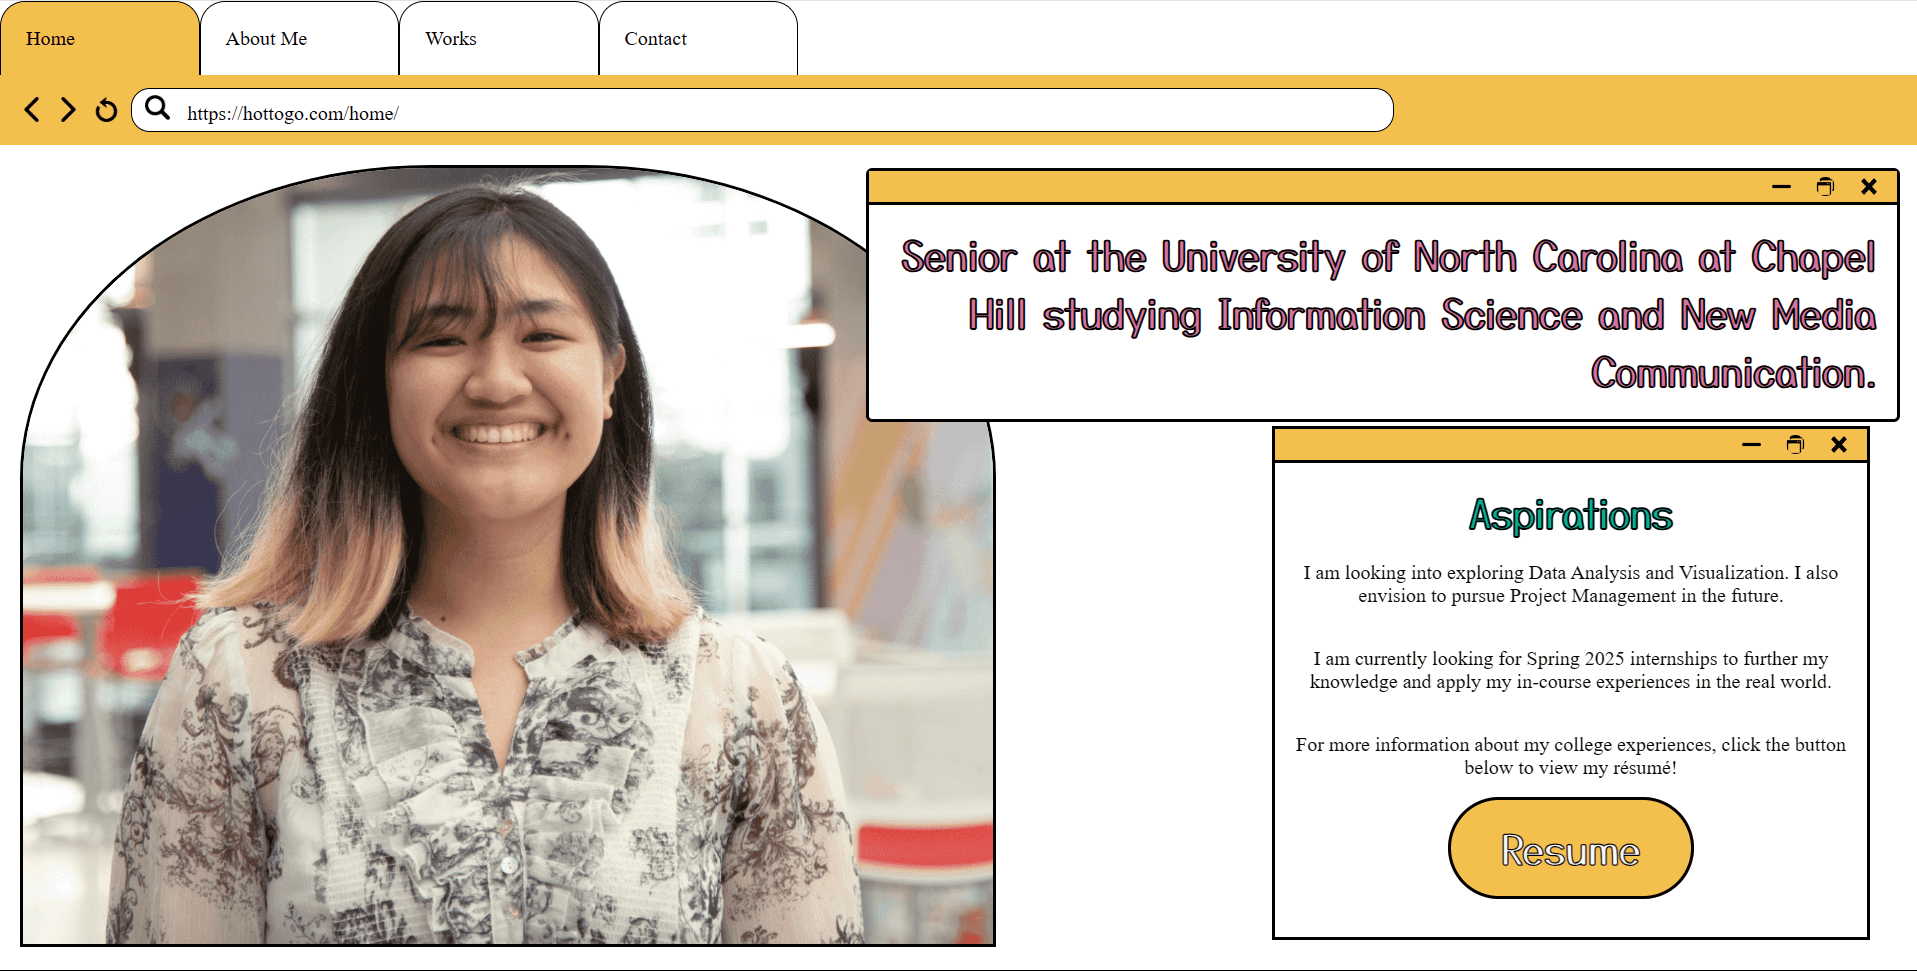 Home
About Me
Works
Contact
https://hottogo.com/home/
Senior at the University of North Carolina at Chapel
Hill studying Information Science and New Media
Communication.
Aspirations
I am looking into exploring Data Analysis and Visualization. I also
envision to pursue Project Management in the future.
I am currently looking for Spring 2025 internships to further my
knowledge and apply my in-course experiences in the real world.
For more information about my college experiences, click the button
below to view my résumé!
Resume